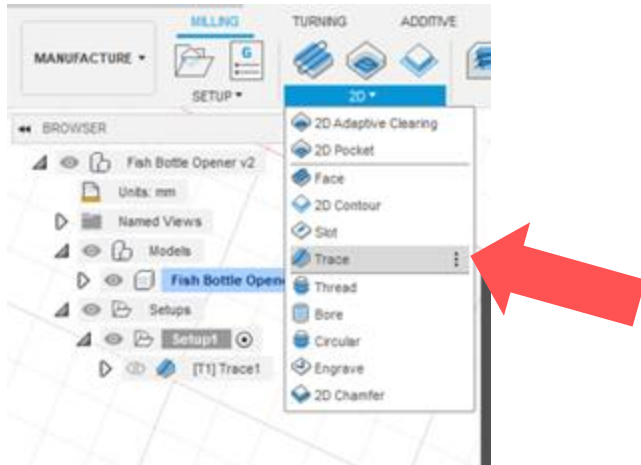 MILLING TURNING ADDITIVE
MANUFACTURE
G
SETUP 2D
BROWSER
2D Adaptive Clearing
Fish Bottle Opener v2
2D Pocket
Units: mm
Face
Named Views
2D Contour
Slot
Models
Trace
Fish Bottle Open
Thread
Setups
Bore
Setup1
Circular
[T1] Trace1
Engrave
2D Chamfer